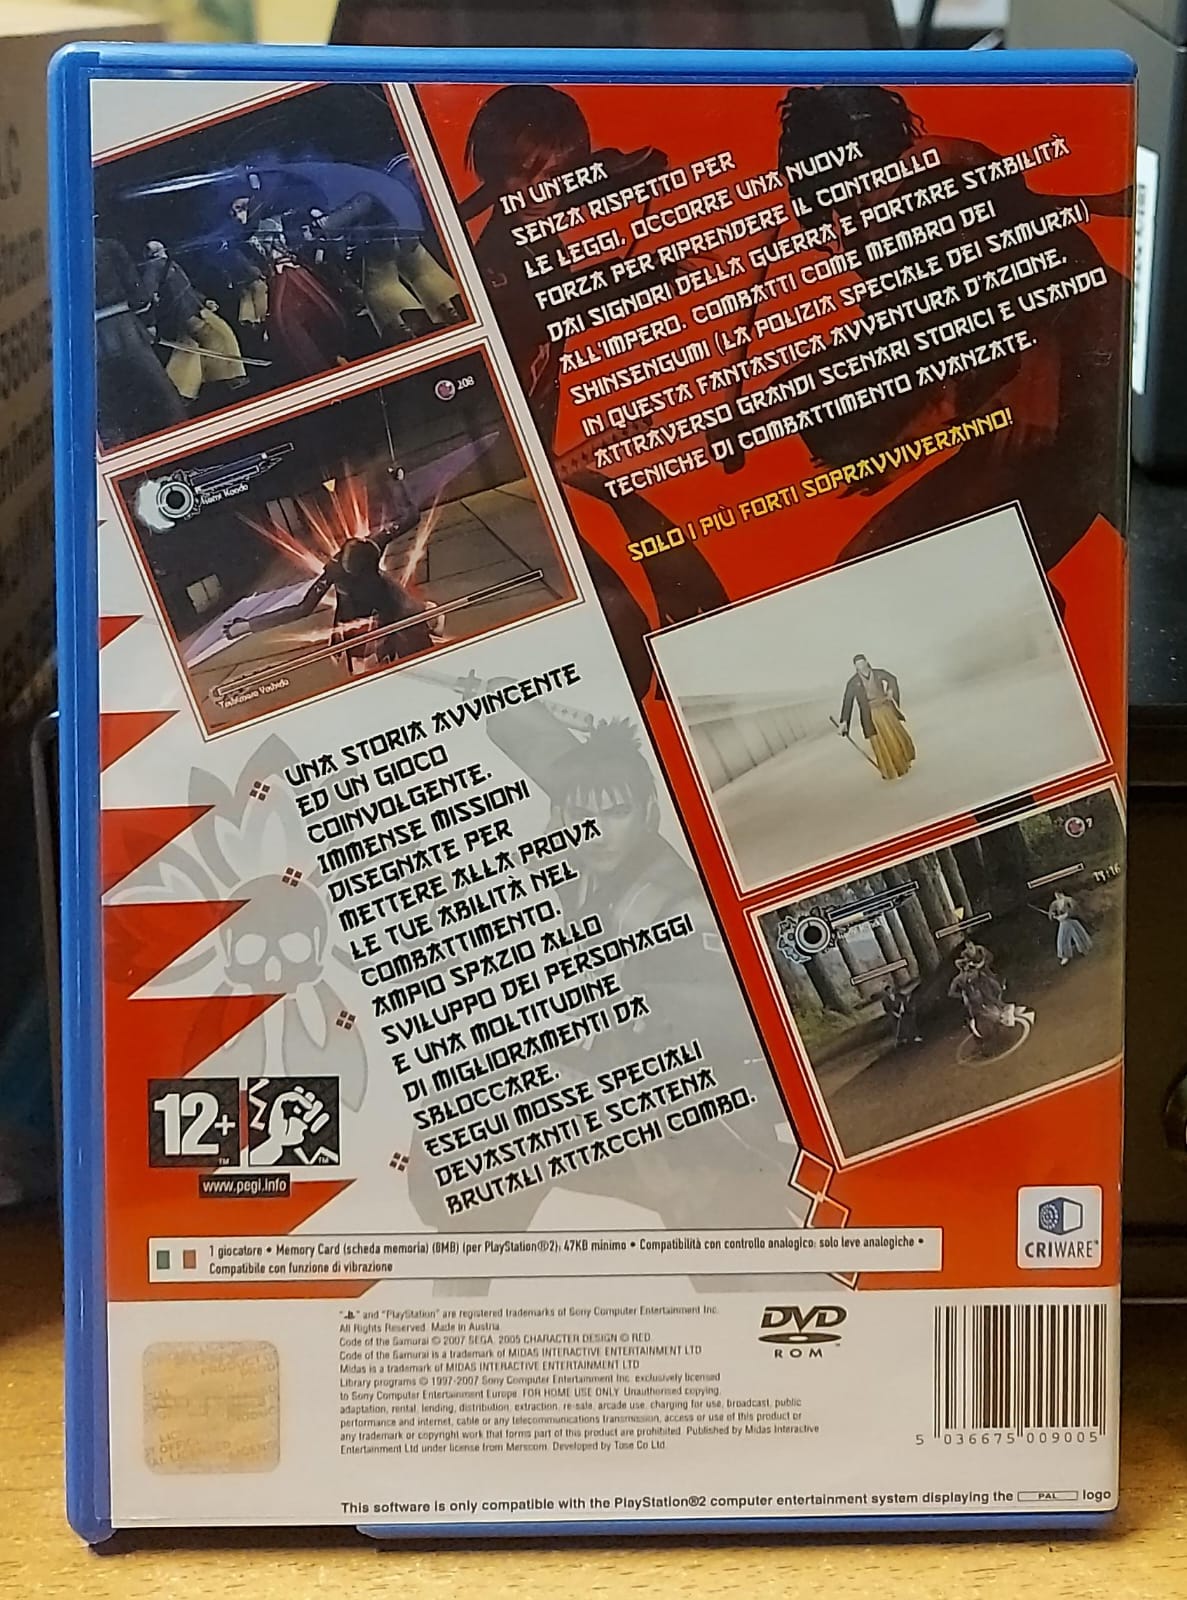 IN UN'ERA
SENZA RISPETTO PER
LE LEGGI, OCCORRE UNA NUOVA
FORZA PER RIPRENDERE IL CONTROLLO
DAI SIGNORI DELLA GUERRA E PORTARE STABILITÀ
ALL'IMPERO. COMBATTI COME MEMBRO DEI
SHINSENGUMI (LA POLIZIA SPECIALE DEI SAMURAI)
IN QUESTA FANTASTICA AVVENTURA D'AZIONE,
ATTRAVERSO GRANDI SCENARI STORICI E USANDO
TECNICHE DI COMBATTIMENTO AVANZATE.
SOLO I PIÙ FORTI SOPRAVVIVERANNO!
208
UNA STORIA AVVINCENTE
ED UN GIOCO
COINVOLGENTE.
IMMENSE MISSIONI
DISEGNATE PER
METTERE ALLA PROVA
LE TUE ABILITÀ NEL
COMBATTIMENTO.
AMPIO SPAZIO ALLO
SVILUPPO DEI PERSONAGGI
E UNA MOLTITUDINE
DI MIGLIORAMENTI DA
SBLOCCARE.
ESEGUI MOSSE SPECIALI
DEVASTANTI E SCATENA
BRUTALI ATTACCHI COMBO.
7
12+ ™ ™
www.pegi.info
CRIWARE™
1 giocatore • Memory Card (scheda memoria) (8MB) (per PlayStation®2): 47KB minimo • Compatibilità con controllo analogico: solo leve analogiche •
Compatibile con funzione di vibrazione
" " and "PlayStation" are registered trademarks of Sony Computer Entertainment Inc.
All Rights Reserved. Made in Austria.
Code of the Samurai © 2007 SEGA. 2005 CHARACTER DESIGN © RED.
Code of the Samurai is a trademark of MIDAS INTERACTIVE ENTERTAINMENT LTD
Midas is a trademark of MIDAS INTERACTIVE ENTERTAINMENT LTD
Library programs © 1997-2007 Sony Computer Entertainment Inc. exclusively licensed
to Sony Computer Entertainment Europe. FOR HOME USE ONLY. Unauthorised copying,
adaptation, rental, lending, distribution, extraction, re-sale, arcade use, charging for use, broadcast, public
performance and internet, cable or any telecommunications transmission, access or use of this product or
any trademark or copyright work that forms part of this product are prohibited. Published by Midas Interactive
Entertainment Ltd under license from Merscom. Developed by Tose Co Ltd.
DVD™
ROM
5 036675 009005
This software is only compatible with the PlayStation®2 computer entertainment system displaying the PAL logo